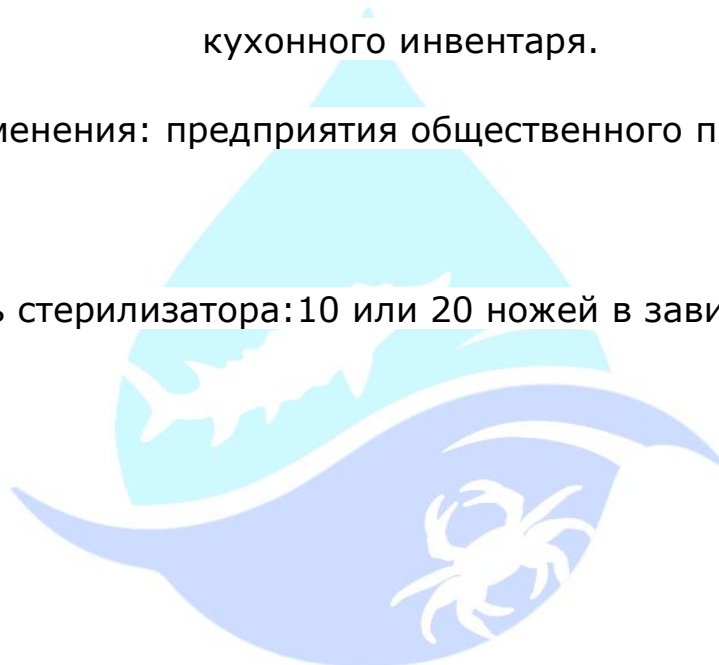 кухонного инвентаря.
менения: предприятия общественного п
ь стерилизатора:10 или 20 ножей в зави